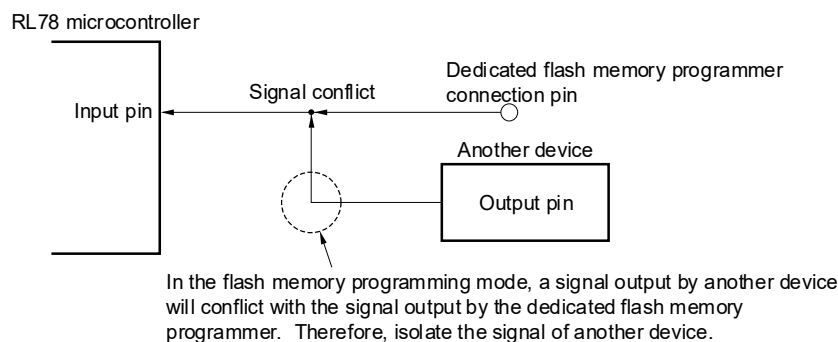 RL78 microcontroller
Dedicated flash memory programmer
connection pin
Signal conflict
Input pin
Another device
Output pin
In the flash memory programming mode, a signal output by another device
will conflict with the signal output by the dedicated flash memory
programmer.  Therefore, isolate the signal of another device.